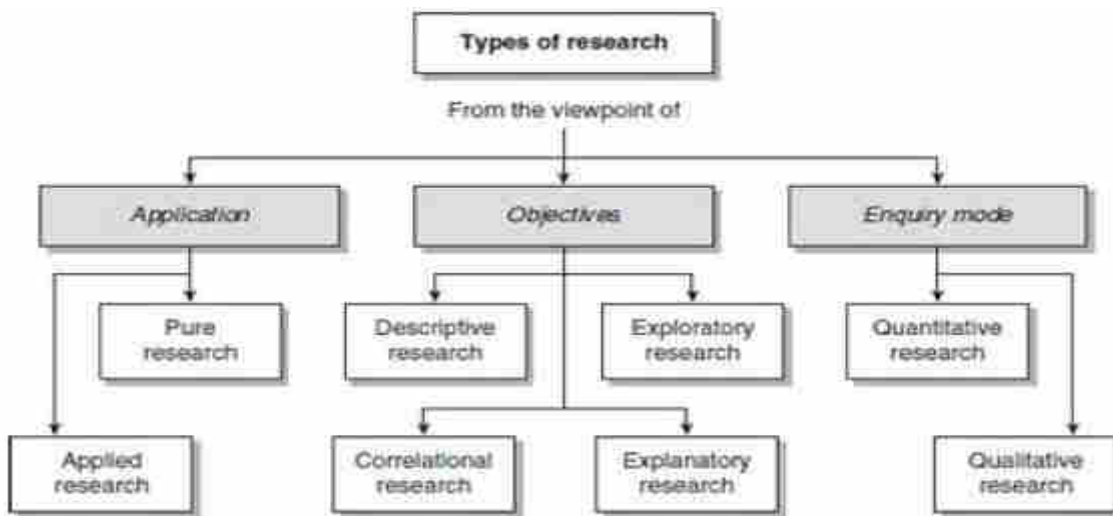 Types of research
From the viewpoint of
Application
Objectives
Enquiry mode
Pure
research
Descriptive
research
Exploratory
research
Quantitative
research
Applied
research
Correlational
research
Explanatory
research
Qualitative
research